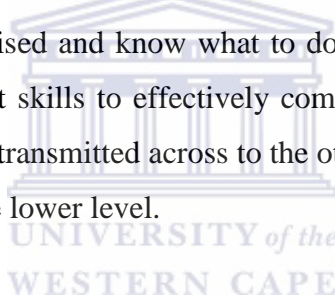 ised and know what to do
t skills to effectively com
transmitted across to the o
lower level.
UNIVERSITY of the
WESTERN CAPE